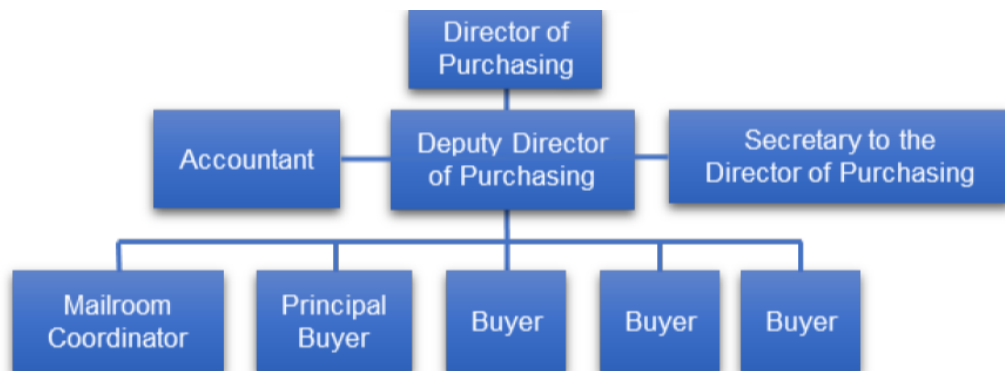 Director of
Purchasing
Accountant
Deputy Director
of Purchasing
Secretary to the
Director of Purchasing
Mailroom
Coordinator
Principal
Buyer
Buyer
Buyer
Buyer